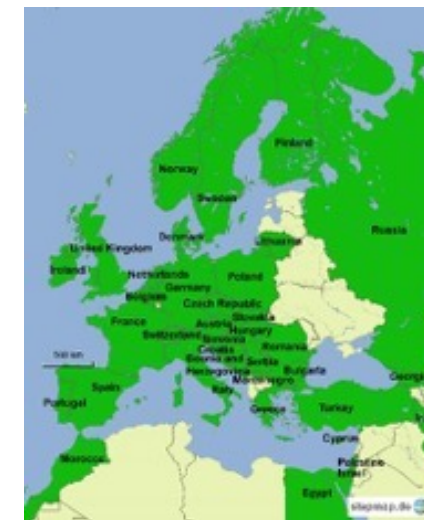 Finland
Norway
Sweden
Russia
Denmark
Lithuania
United Kingdom
Ireland
Netherlands
Poland
Germany
Belgium
Czech Republic
Slovakia
France
Austria
Hungary
Switzerland
Slovenia
Croatia
Romania
Bosnia and
Herzegovina
Serbia
Bulgaria
Montenegro
Georgia
Spain
Italy
Portugal
Greece
Turkey
Cyprus
Morocco
Palestine
Israel
Egypt
stepmap.de